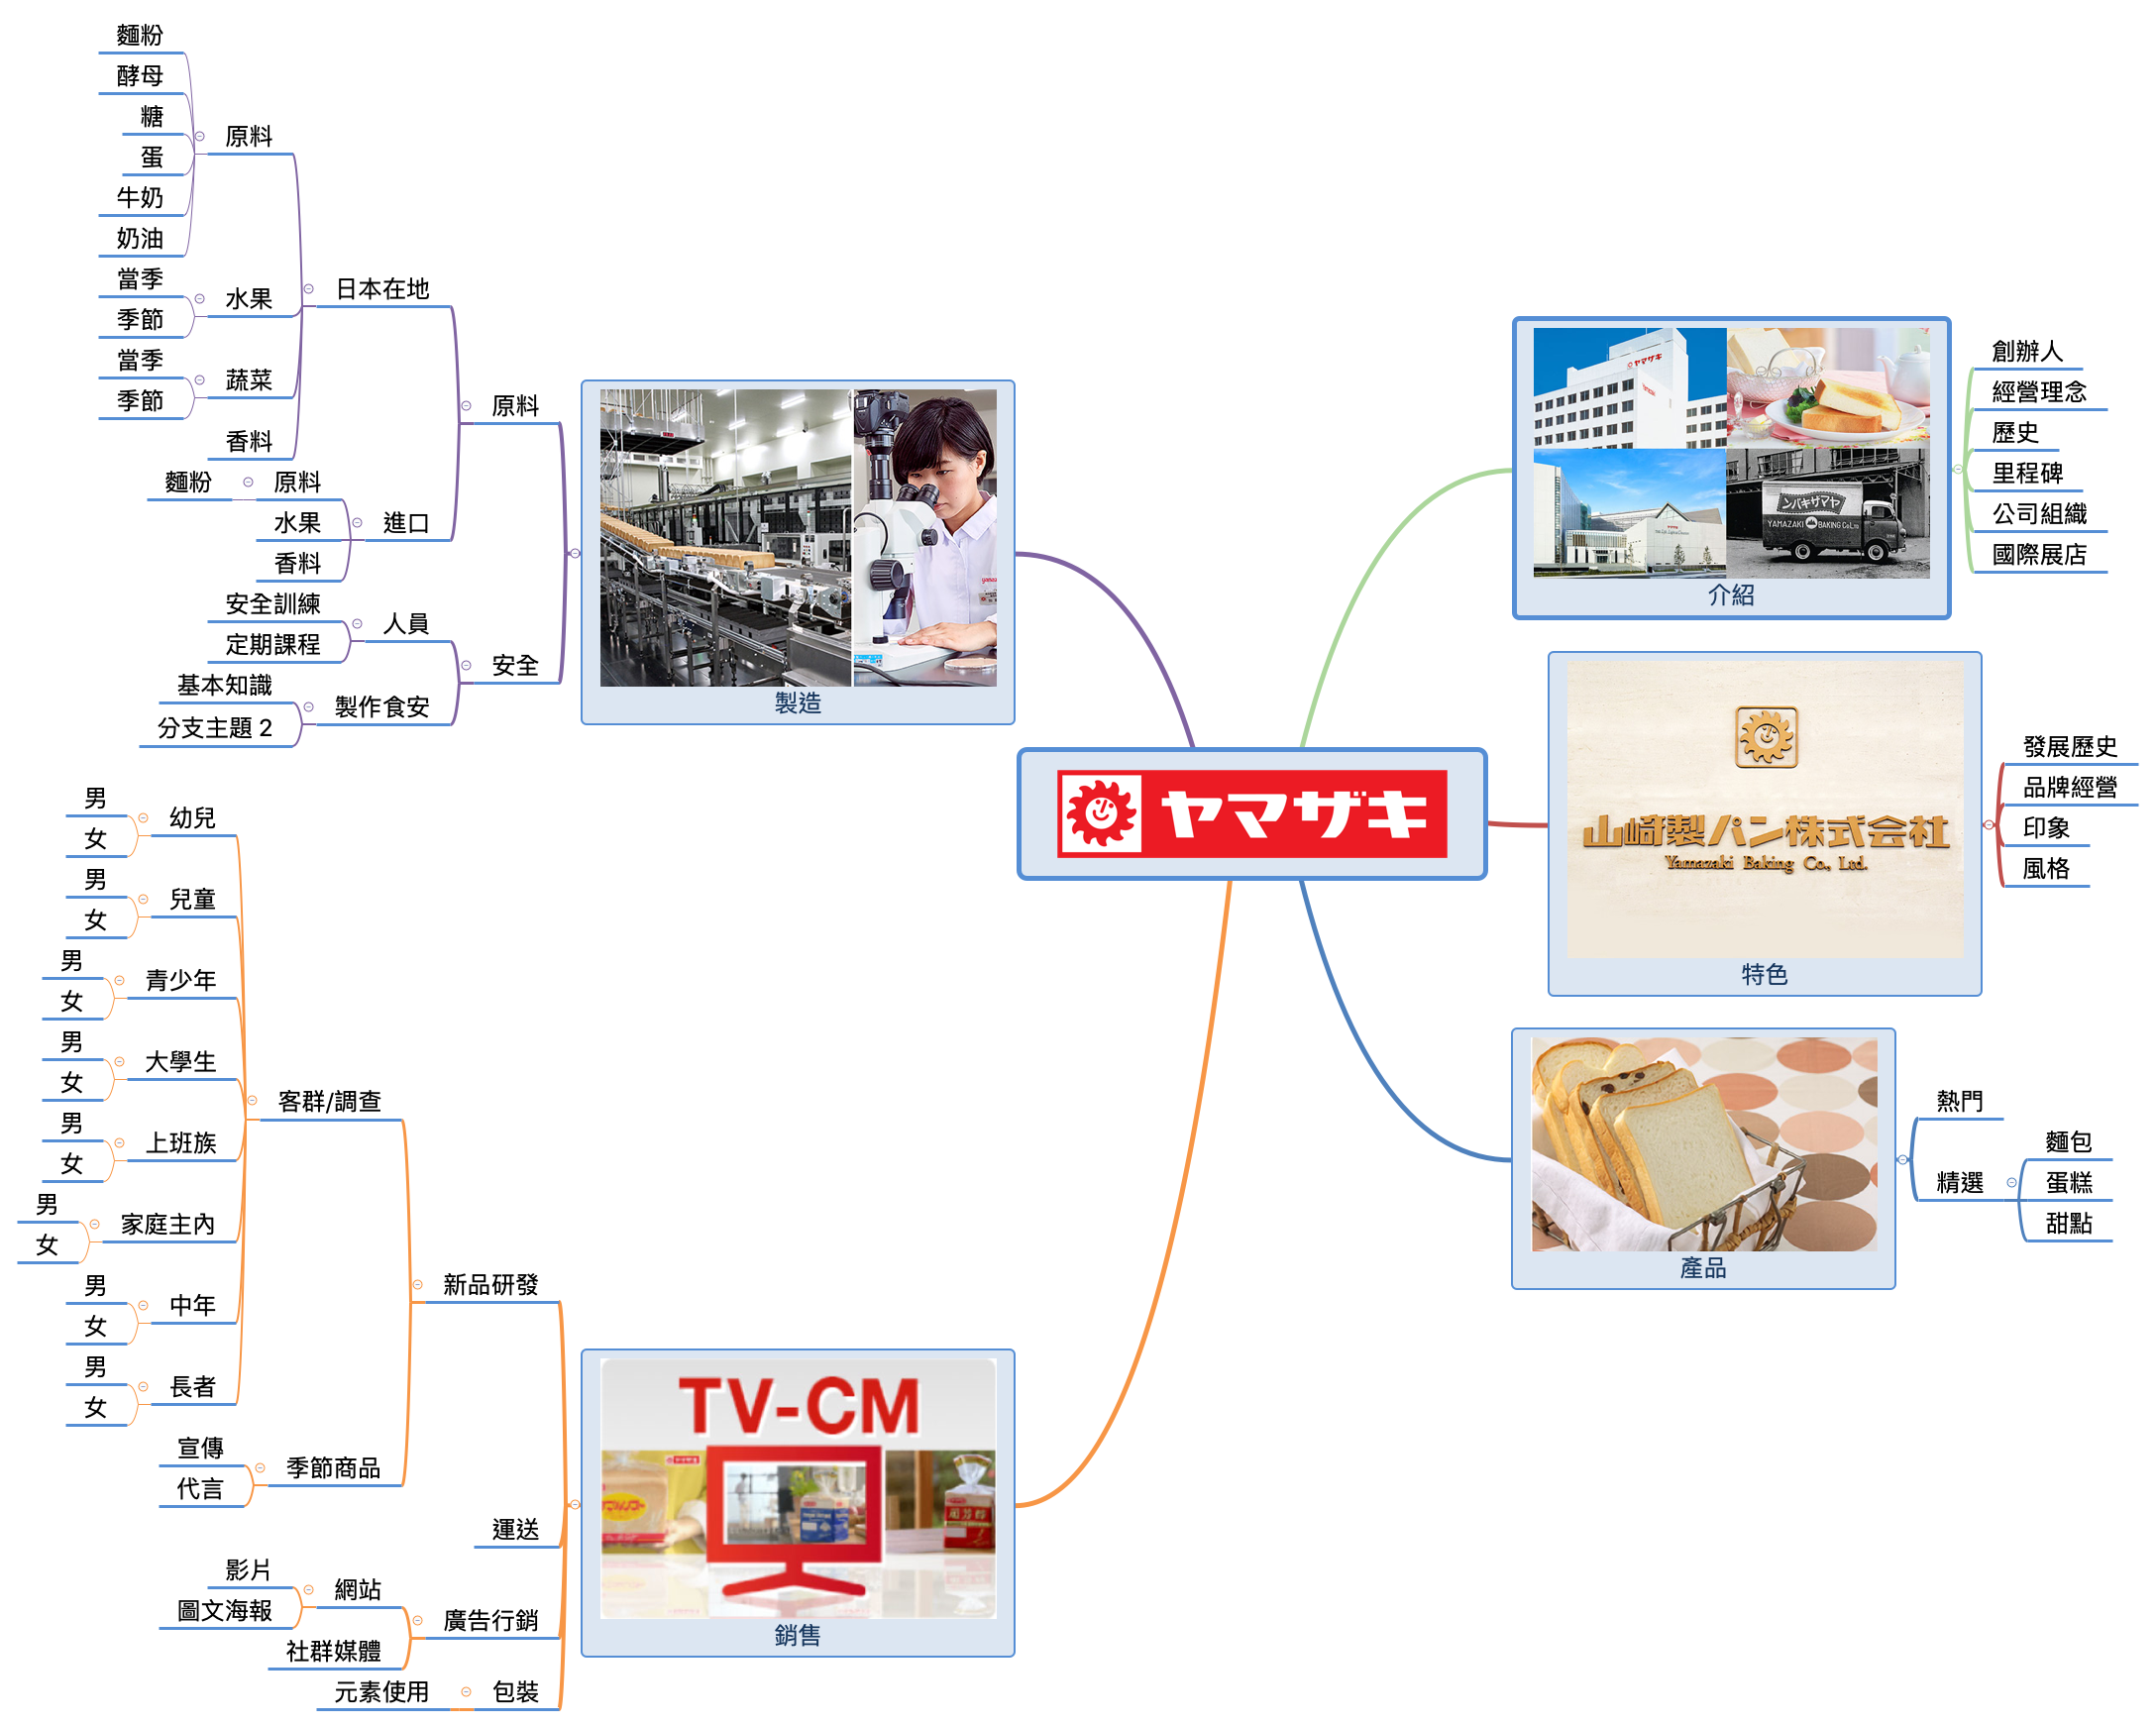 ヤマザキ
ヤマザキ
ンパキザマヤ
YAMAZAKI BAKING Co.Ltd
介紹
創辦人
經營理念
歷史
里程碑
公司組織
國際展店
山崎製パン株式会社
Yamazaki Baking Co., Ltd.
特色
發展歷史
品牌經營
印象
風格
產品
熱門
精選
麵包
蛋糕
甜點
製造
原料
日本在地
原料
麵粉
酵母
糖
蛋
牛奶
奶油
水果
當季
季節
蔬菜
當季
季節
香料
進口
原料
麵粉
水果
香料
安全
人員
安全訓練
定期課程
製作食安
基本知識
分支主題 2
TV-CM
銷售
新品研發
客群/調查
幼兒
男
女
兒童
男
女
青少年
男
女
大學生
男
女
上班族
男
女
家庭主內
男
女
中年
男
女
長者
男
女
季節商品
宣傳
代言
運送
廣告行銷
網站
影片
圖文海報
社群媒體
包裝
元素使用